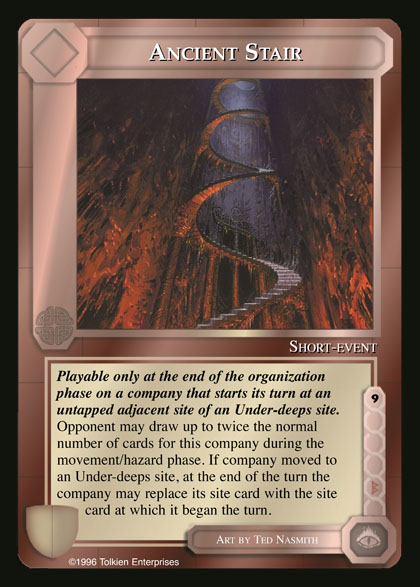 Ancient Stair
Short-event
Playable only at the end of the organization
phase on a company that starts its turn at an
untapped adjacent site of an Under-deeps site.
Opponent may draw up to twice the normal
number of cards for this company during the
movement/hazard phase. If company moved to
an Under-deeps site, at the end of the turn the
company may replace its site card with the site
card at which it began the turn.
9
Art by Ted Nasmith
©1996 Tolkien Enterprises